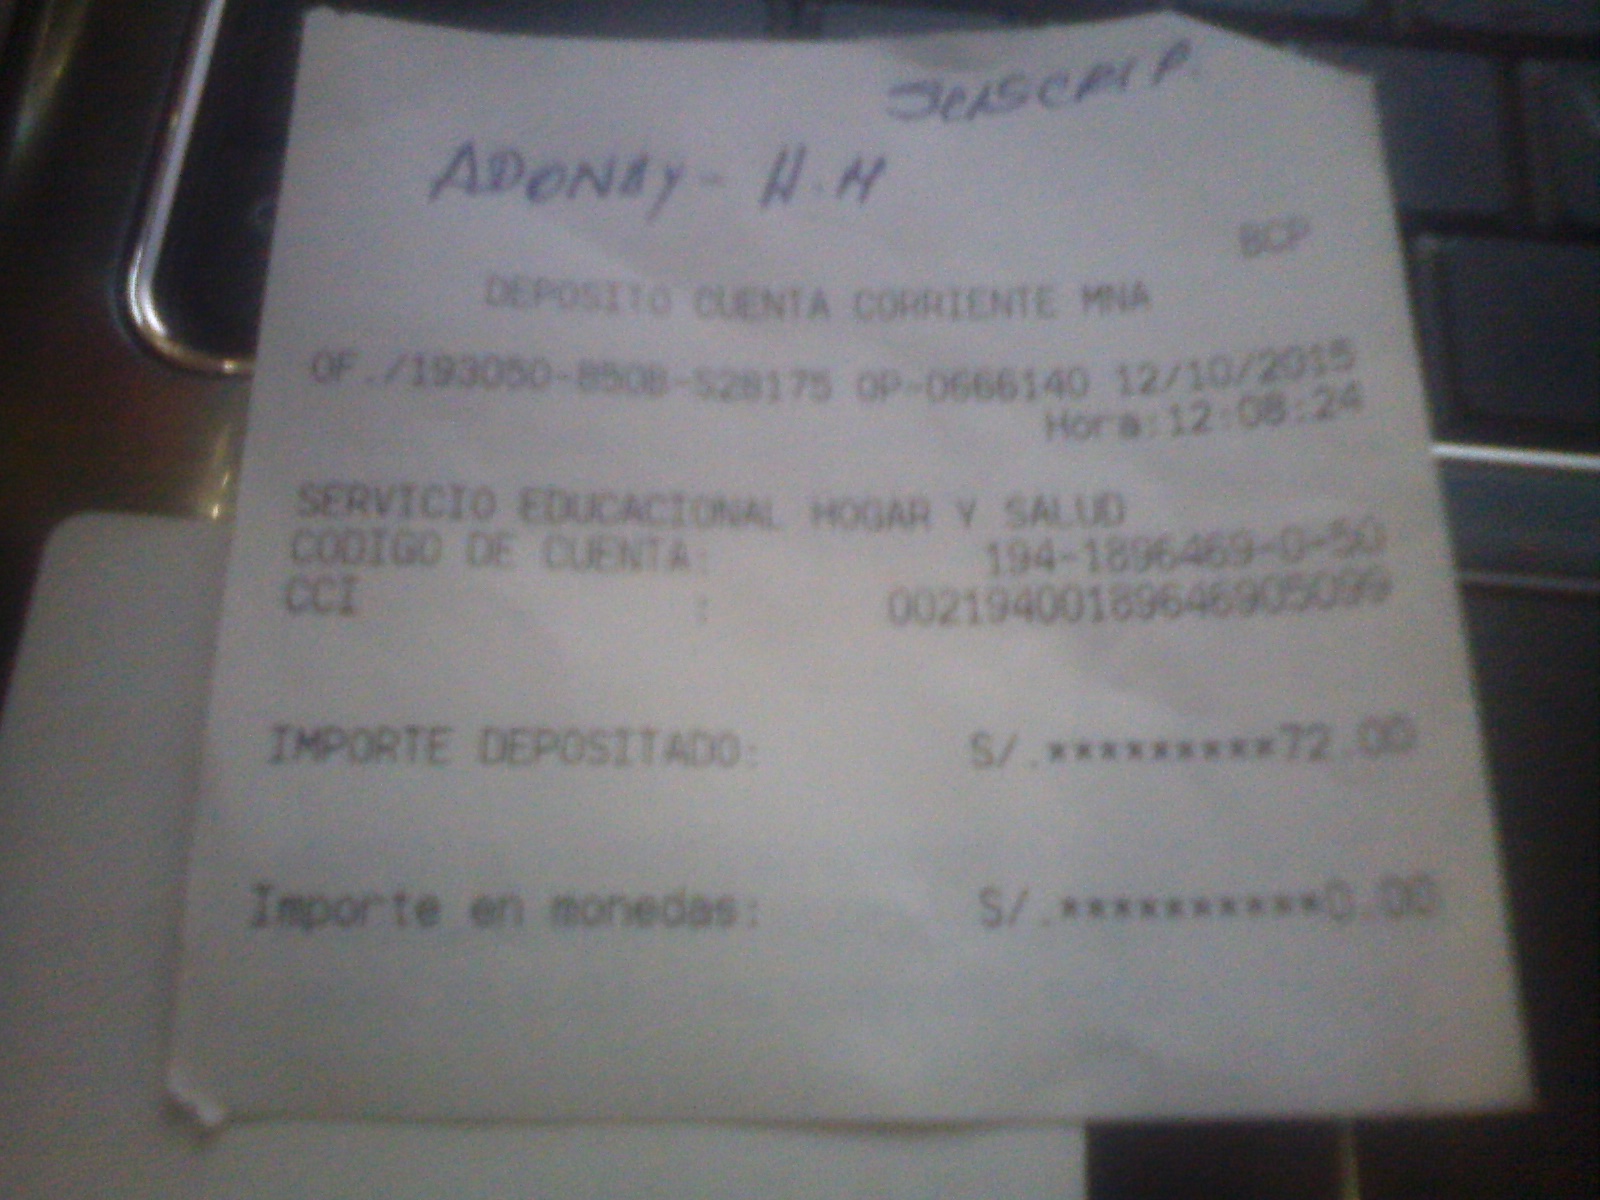 ADONAY - H.H
BCP
DEPOSITO CUENTA CORRIENTE MNA
OF./193050-8508-S28175 OP-0666140 12/10/2015
Hora:12:08:24
SERVICIO EDUCACIONAL HOGAR Y SALUD
CODIGO DE CUENTA: 194-1896469-0-50
CCI : 00219400189646905099
IMPORTE DEPOSITADO: S/.*********72.00
Importe en monedas: S/.**********0.00